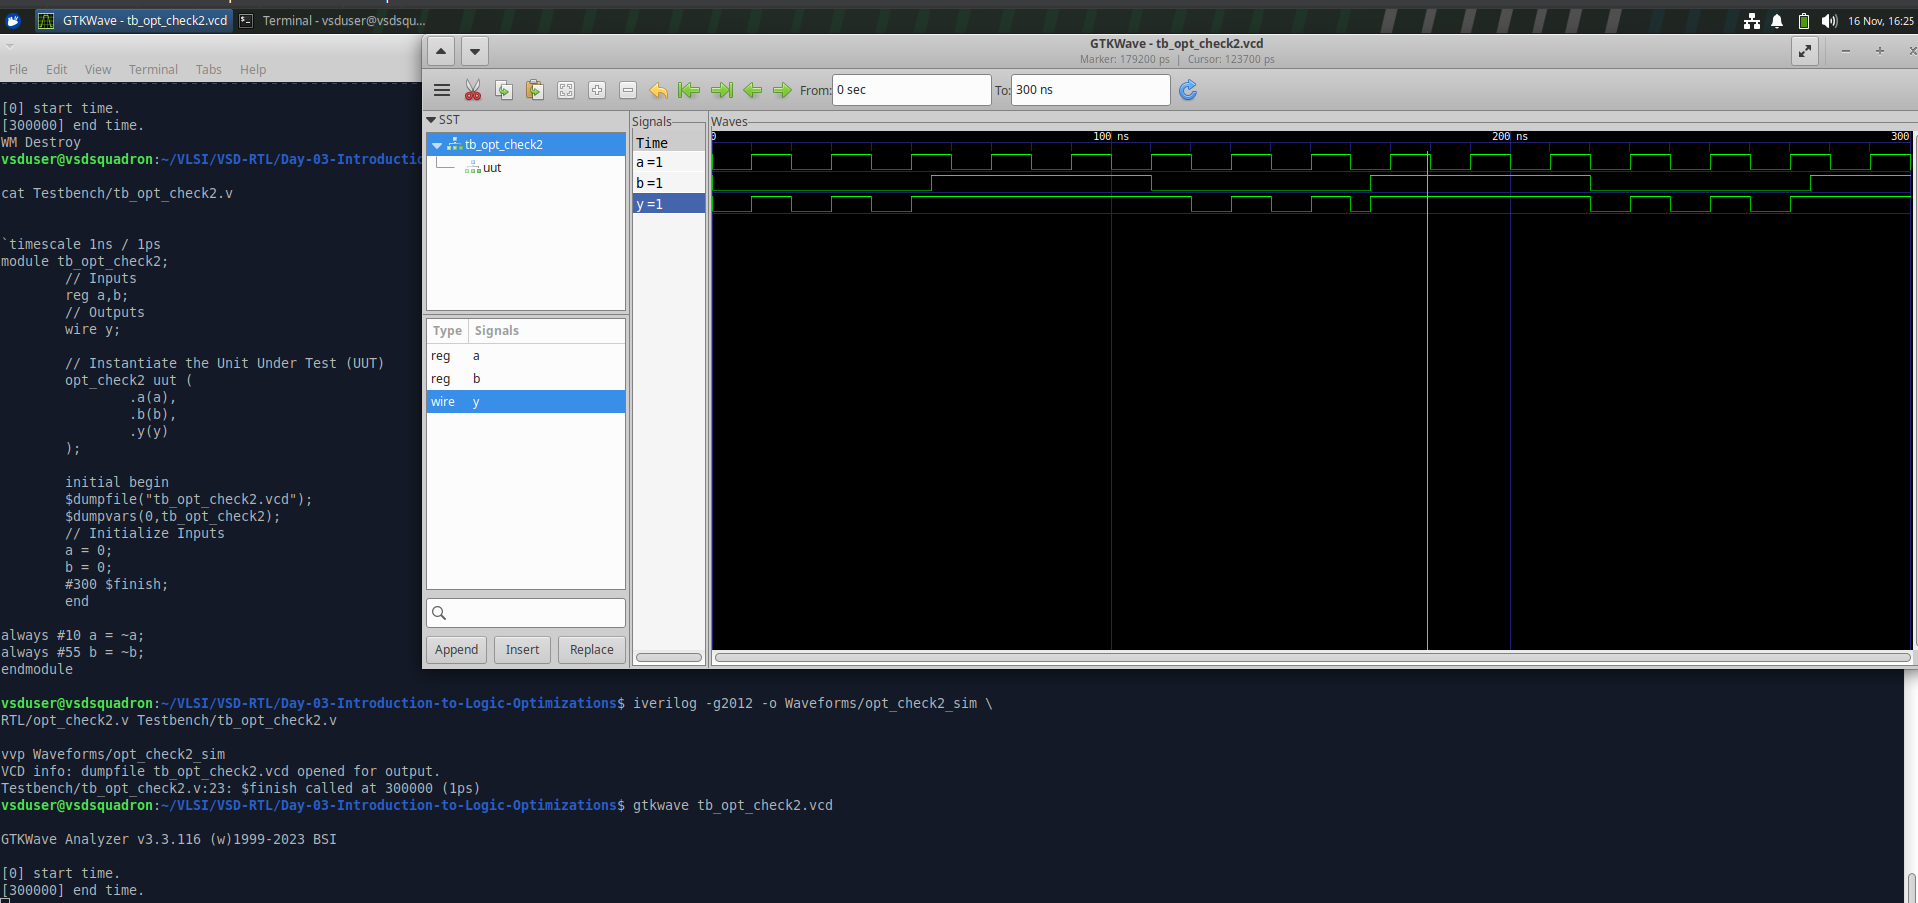 GTKWave - tb_opt_check2.vcd
Terminal - vsduser@vsdsqu...
16 Nov, 16:25
File Edit View Terminal Tabs Help
[0] start time.
[300000] end time.
WM Destroy
vsduser@vsdsquadron:~/VLSI/VSD-RTL/Day-03-Introductio
cat Testbench/tb_opt_check2.v
`timescale 1ns / 1ps
module tb_opt_check2;
// Inputs
reg a,b;
// Outputs
wire y;
// Instantiate the Unit Under Test (UUT)
opt_check2 uut (
.a(a),
.b(b),
.y(y)
);
initial begin
$dumpfile("tb_opt_check2.vcd");
$dumpvars(0,tb_opt_check2);
// Initialize Inputs
a = 0;
b = 0;
#300 $finish;
end
always #10 a = ~a;
always #55 b = ~b;
endmodule
vsduser@vsdsquadron:~/VLSI/VSD-RTL/Day-03-Introduction-to-Logic-Optimizations$ iverilog -g2012 -o Waveforms/opt_check2_sim \
RTL/opt_check2.v Testbench/tb_opt_check2.v
vvp Waveforms/opt_check2_sim
VCD info: dumpfile tb_opt_check2.vcd opened for output.
Testbench/tb_opt_check2.v:23: $finish called at 300000 (1ps)
vsduser@vsdsquadron:~/VLSI/VSD-RTL/Day-03-Introduction-to-Logic-Optimizations$ gtkwave tb_opt_check2.vcd
GTKWave Analyzer v3.3.116 (w)1999-2023 BSI
[0] start time.
[300000] end time.
GTKWave - tb_opt_check2.vcd
Marker: 179200 ps | Cursor: 123700 ps
From: 0 sec To: 300 ns
SST
tb_opt_check2
uut
Type Signals
reg a
reg b
wire y
Append Insert Replace
Signals
Time
a =1
b =1
y =1
Waves
0 100 ns 200 ns 300